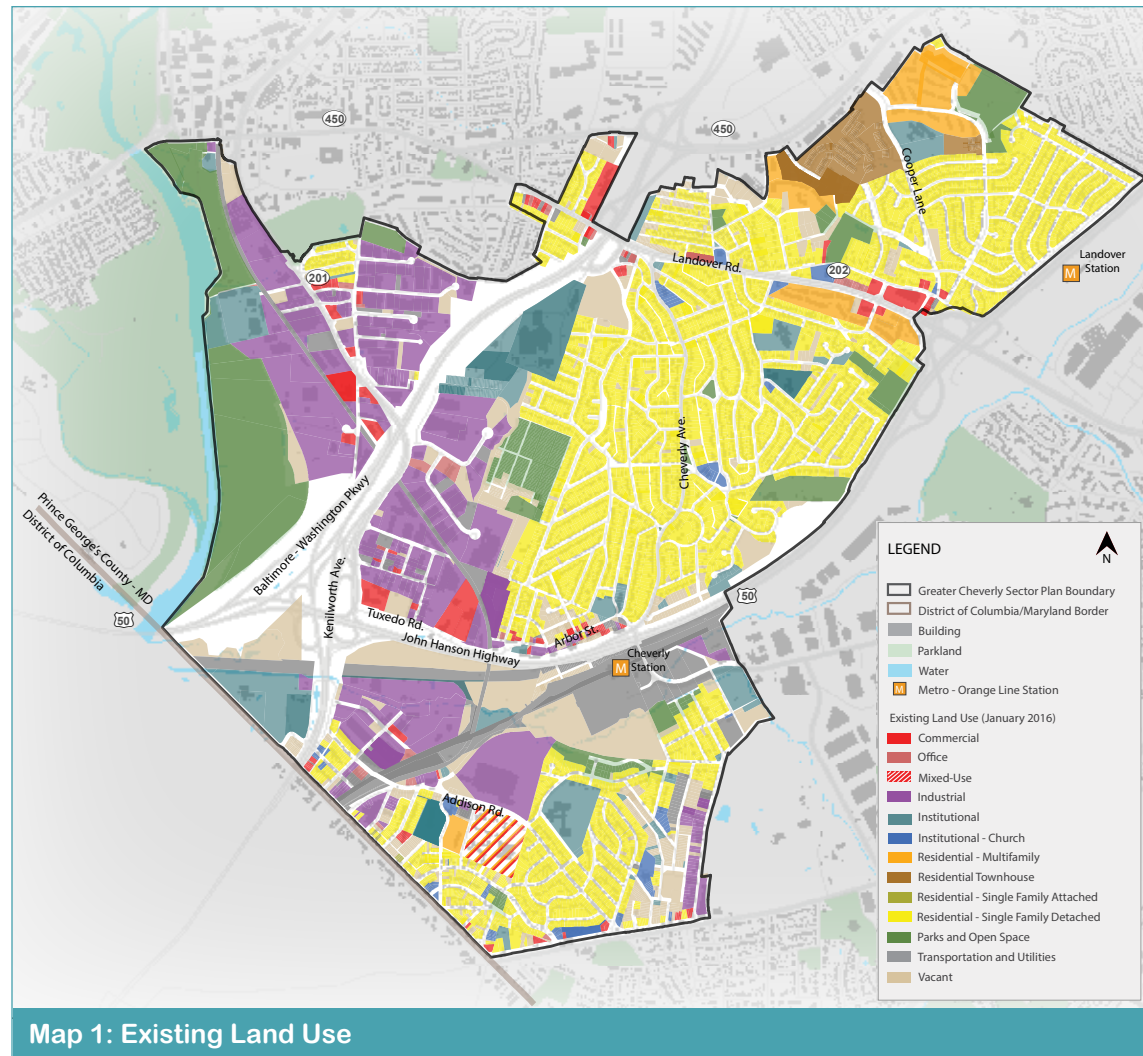 450
450
Cooper Lane
Landover
Station
M
201
Landover Rd.
202
Cheverly Ave.
Prince George's County - MD
District of Columbia
Baltimore - Washington Pkwy
Kenilworth Ave.
50
50
Tuxedo Rd.
John Hanson Highway
Arbor St.
Cheverly
Station
M
Addison Rd.
LEGEND
N
Greater Cheverly Sector Plan Boundary
District of Columbia/Maryland Border
Building
Parkland
Water
M Metro - Orange Line Station
Existing Land Use (January 2016)
Commercial
Office
Mixed-Use
Industrial
Institutional
Institutional - Church
Residential - Multifamily
Residential Townhouse
Residential - Single Family Attached
Residential - Single Family Detached
Parks and Open Space
Transportation and Utilities
Vacant
Map 1: Existing Land Use